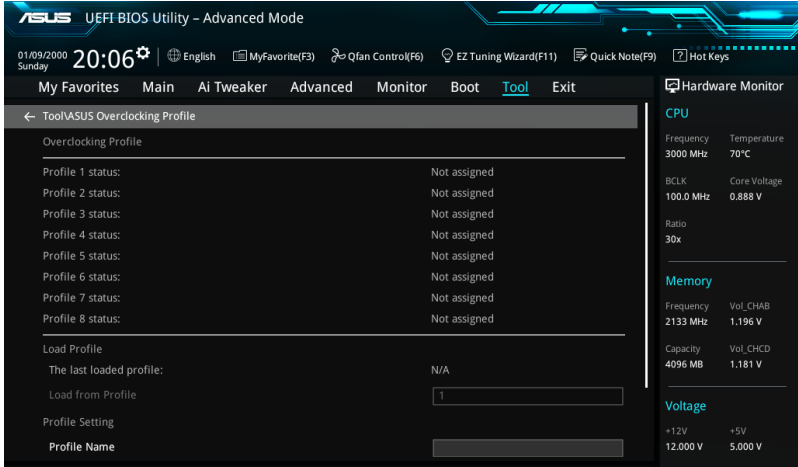 ASUS UEFI BIOS Utility – Advanced Mode
01/09/2000 Sunday 20:06 English MyFavorite(F3) Qfan Control(F6) EZ Tuning Wizard(F11) Quick Note(F9) ? Hot Keys
My Favorites Main Ai Tweaker Advanced Monitor Boot Tool Exit
← Tool\ASUS Overclocking Profile
Overclocking Profile
Profile 1 status: Not assigned
Profile 2 status: Not assigned
Profile 3 status: Not assigned
Profile 4 status: Not assigned
Profile 5 status: Not assigned
Profile 6 status: Not assigned
Profile 7 status: Not assigned
Profile 8 status: Not assigned
Load Profile
The last loaded profile: N/A
Load from Profile 1
Profile Setting
Profile Name
Hardware Monitor
CPU
Frequency Temperature
3000 MHz 70°C
BCLK Core Voltage
100.0 MHz 0.888 V
Ratio
30x
Memory
Frequency Vol_CHAB
2133 MHz 1.196 V
Capacity Vol_CHCD
4096 MB 1.181 V
Voltage
+12V +5V
12.000 V 5.000 V